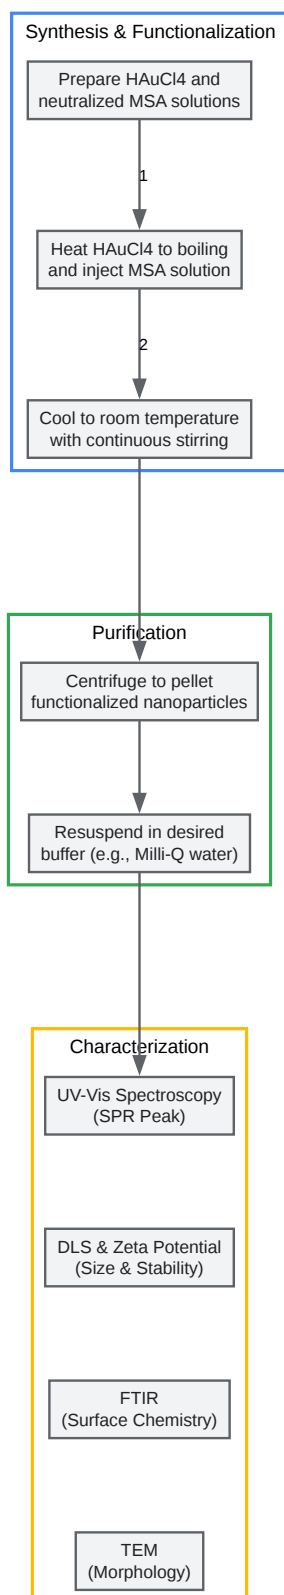 Synthesis & Functionalization
Prepare HAuCl4 and
neutralized MSA solutions
1
Heat HAuCl4 to boiling
and inject MSA solution
2
Cool to room temperature
with continuous stirring
Purification
Centrifuge to pellet
functionalized nanoparticles
Resuspend in desired
buffer (e.g., Milli-Q water)
Characterization
UV-Vis Spectroscopy
(SPR Peak)
DLS & Zeta Potential
(Size & Stability)
FTIR
(Surface Chemistry)
TEM
(Morphology)